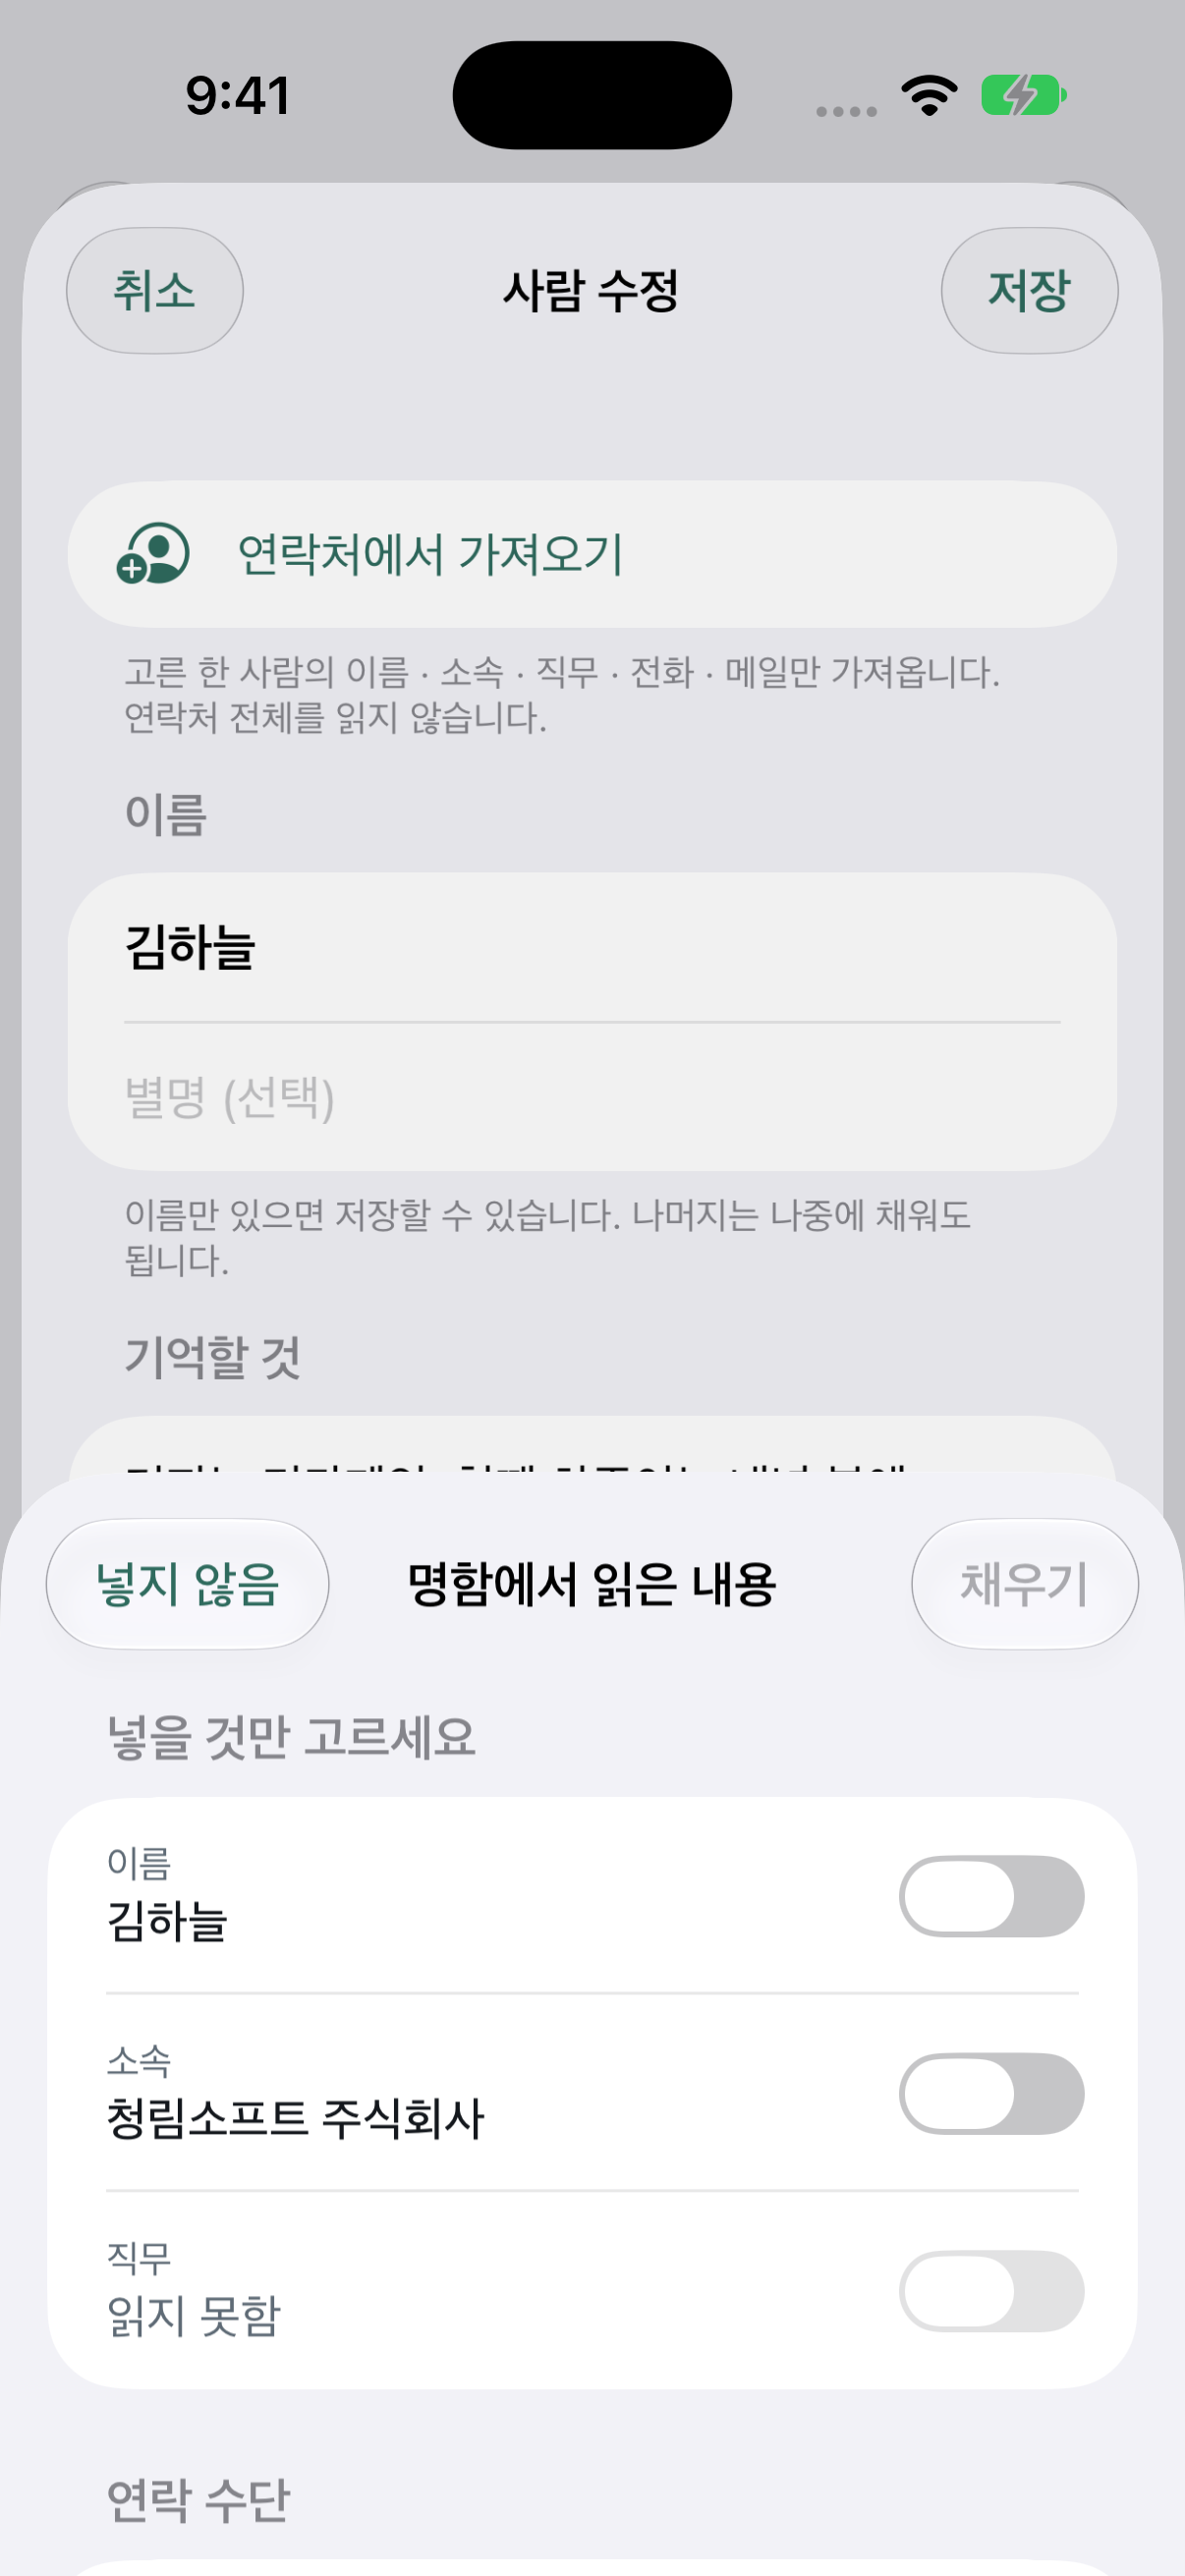 9:41
취소
사람 수정
저장
연락처에서 가져오기
고른 한 사람의 이름 · 소속 · 직무 · 전화 · 메일만 가져옵니다.
연락처 전체를 읽지 않습니다.
이름
김하늘
별명 (선택)
이름만 있으면 저장할 수 있습니다. 나머지는 나중에 채워도
됩니다.
기억할 것
넣지 않음
명함에서 읽은 내용
채우기
넣을 것만 고르세요
이름
김하늘
소속
청림소프트 주식회사
직무
읽지 못함
연락 수단